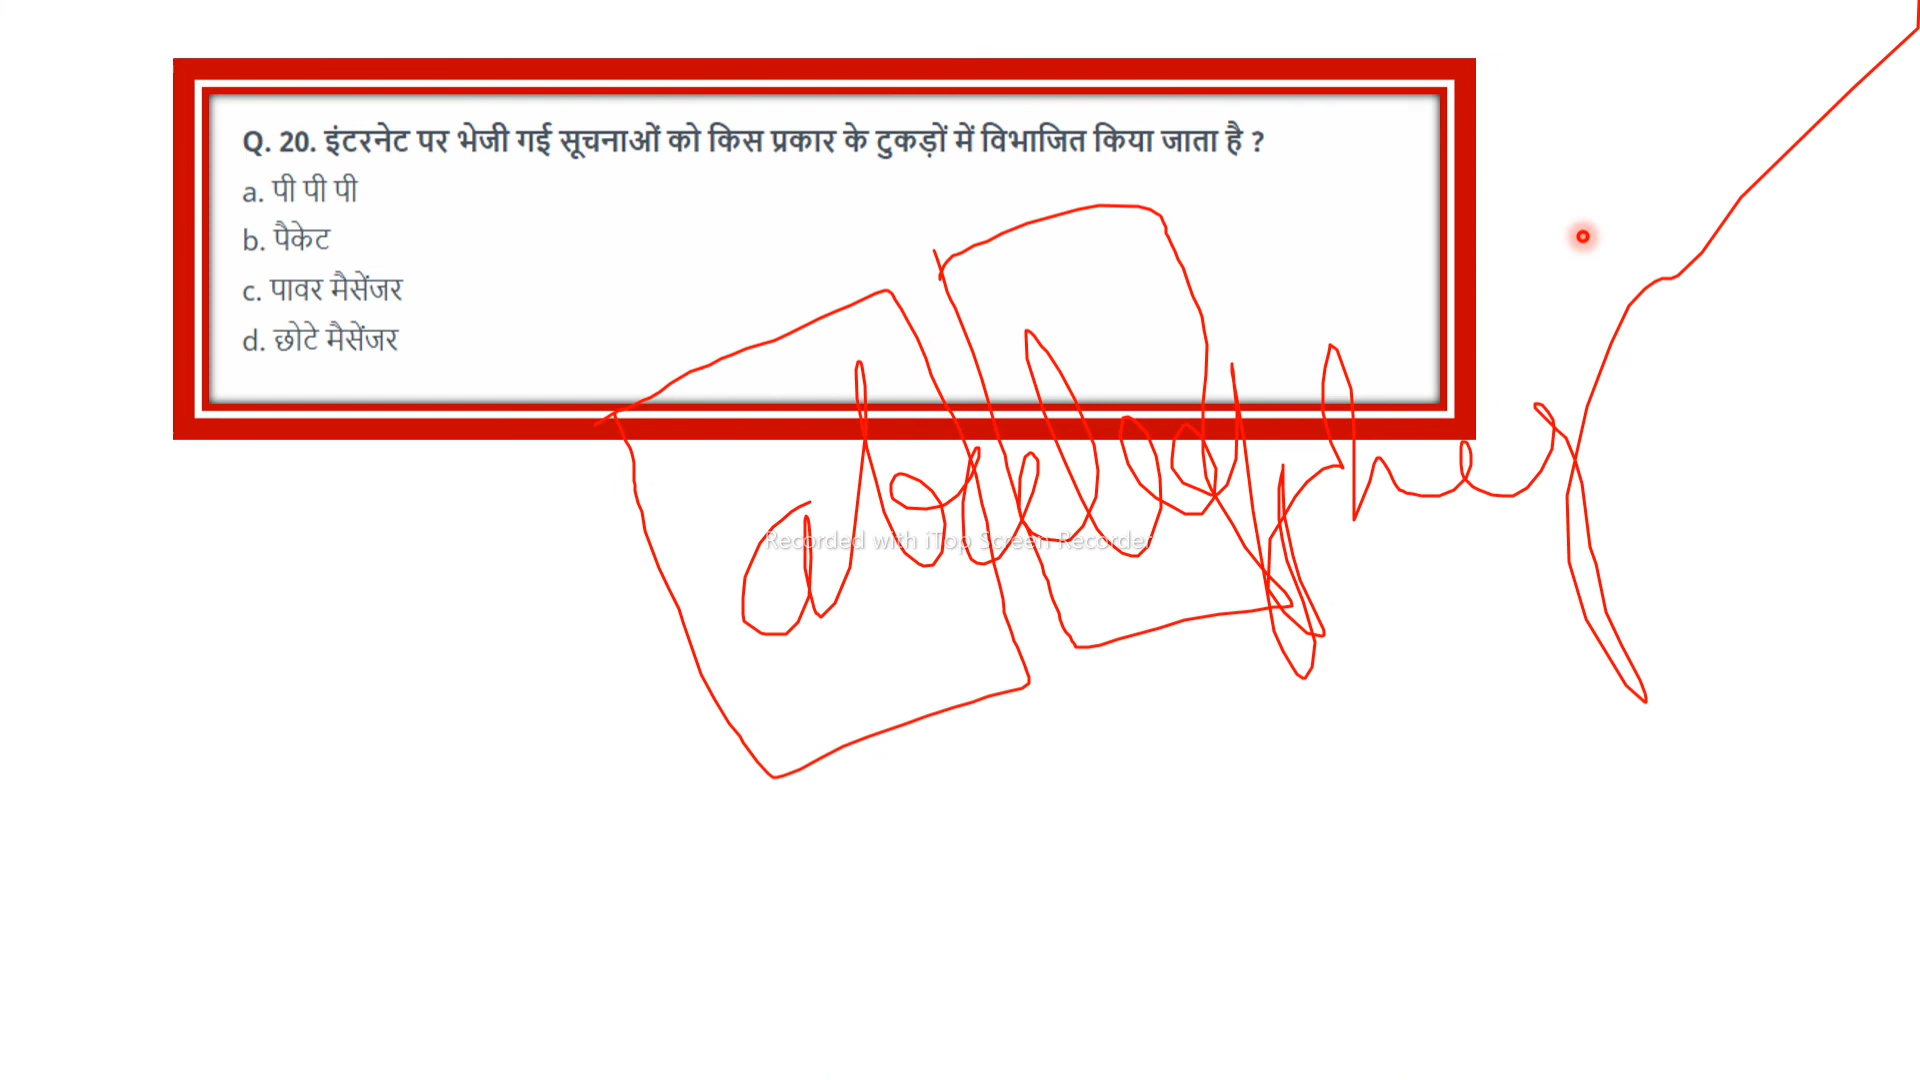 Q. 20. इंटरनेट पर भेजी गई सूचनाओं को किस प्रकार के टुकड़ों में विभाजित किया जाता है ?
a. पी पी पी
b. पैकेट
c. पावर मैसेंजर
d. छोटे मैसेंजर
Recorded with iTop Screen Recorder